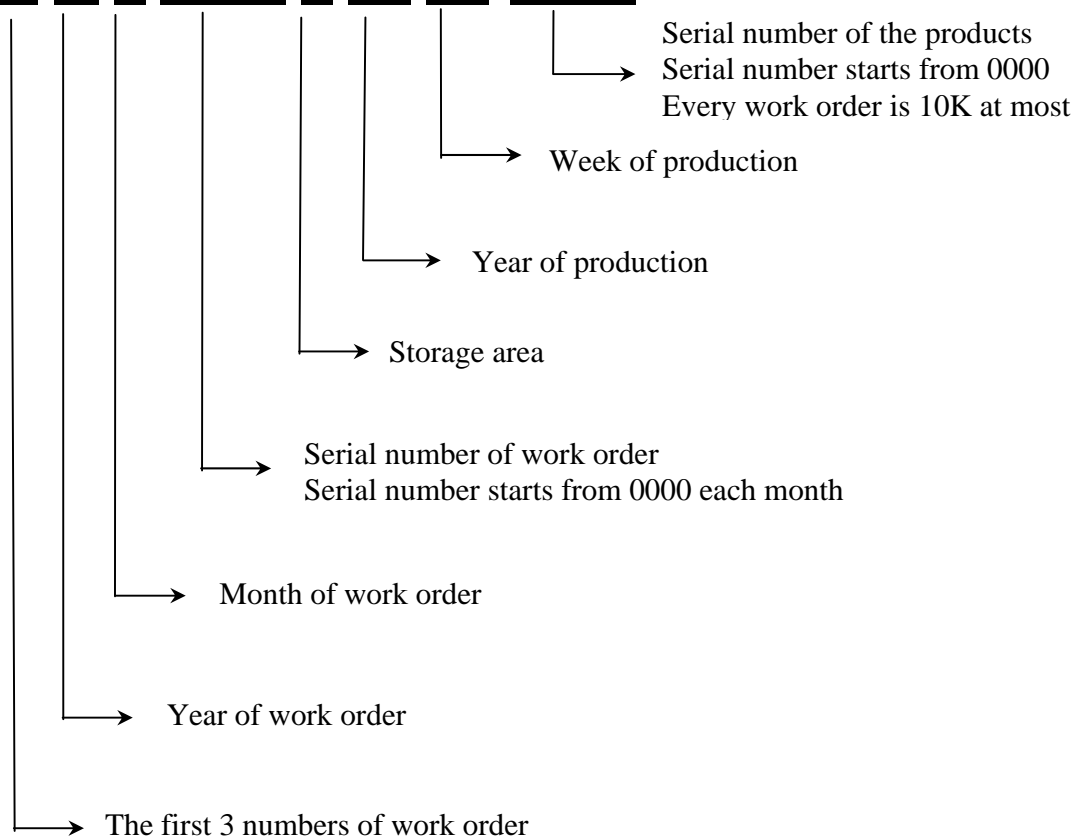 Serial number of the products
Serial number starts from 0000
Every work order is 10K at most
Week of production
Year of production
Storage area
Serial number of work order
Serial number starts from 0000 each month
Month of work order
Year of work order
The first 3 numbers of work order